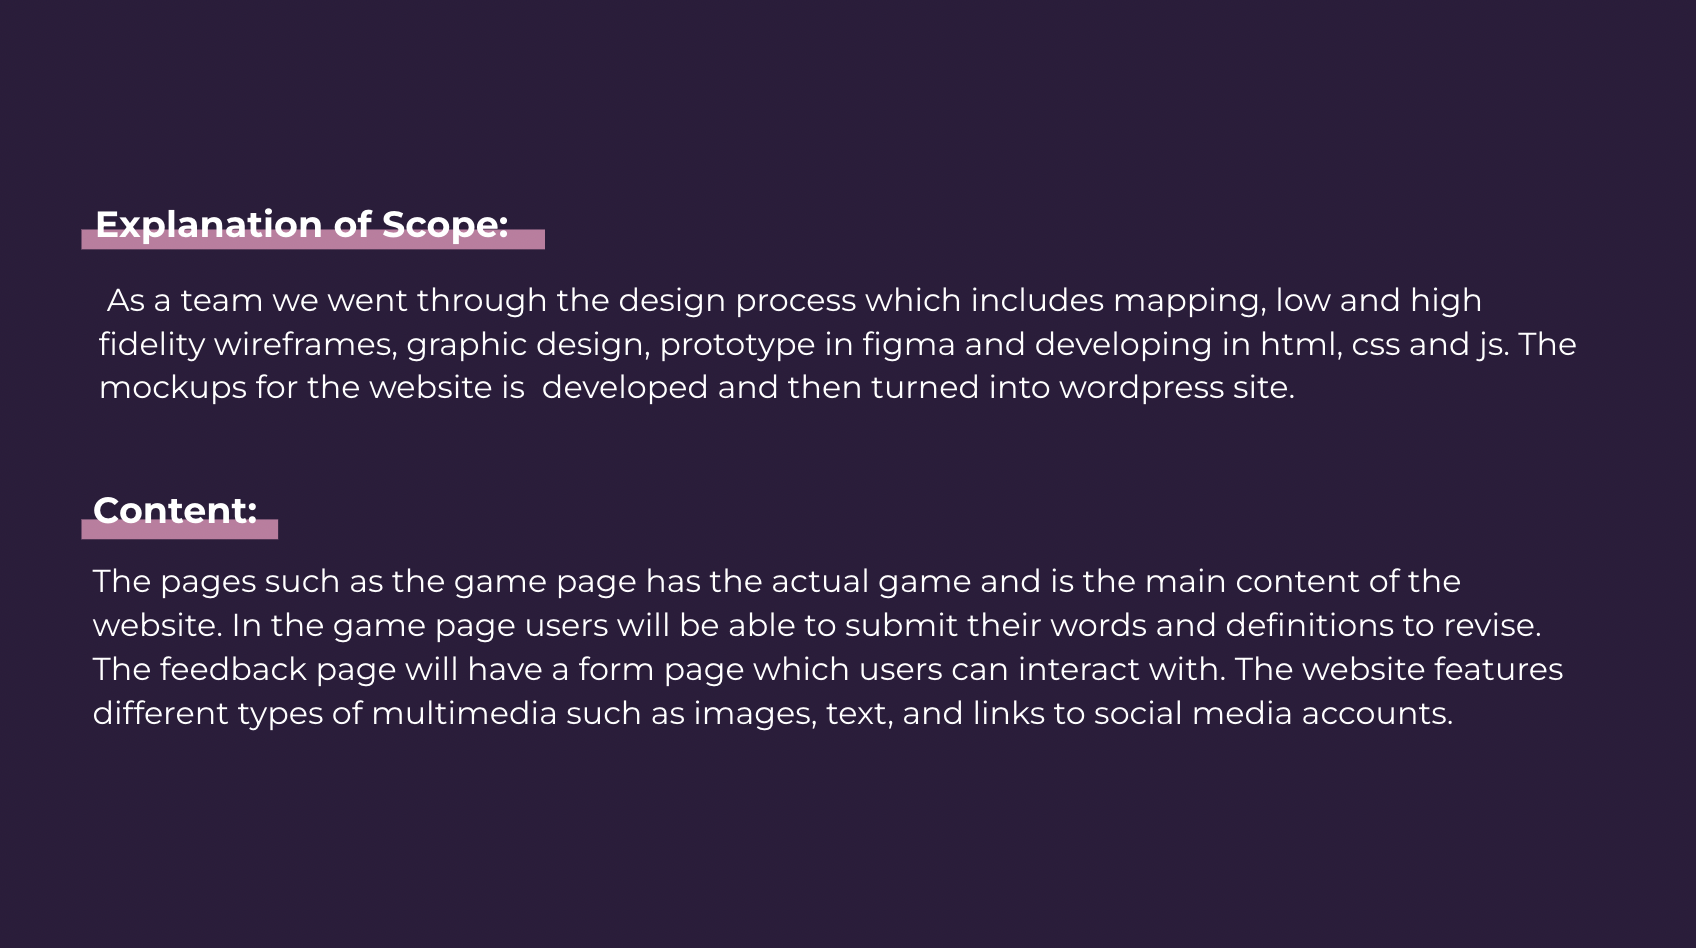 Explanation of Scope:
As a team we went through the design process which includes mapping, low and high
fidelity wireframes, graphic design, prototype in figma and developing in html, css and js. The
mockups for the website is  developed and then turned into wordpress site.
Content:
The pages such as the game page has the actual game and is the main content of the
website. In the game page users will be able to submit their words and definitions to revise.
The feedback page will have a form page which users can interact with. The website features
different types of multimedia such as images, text, and links to social media accounts.